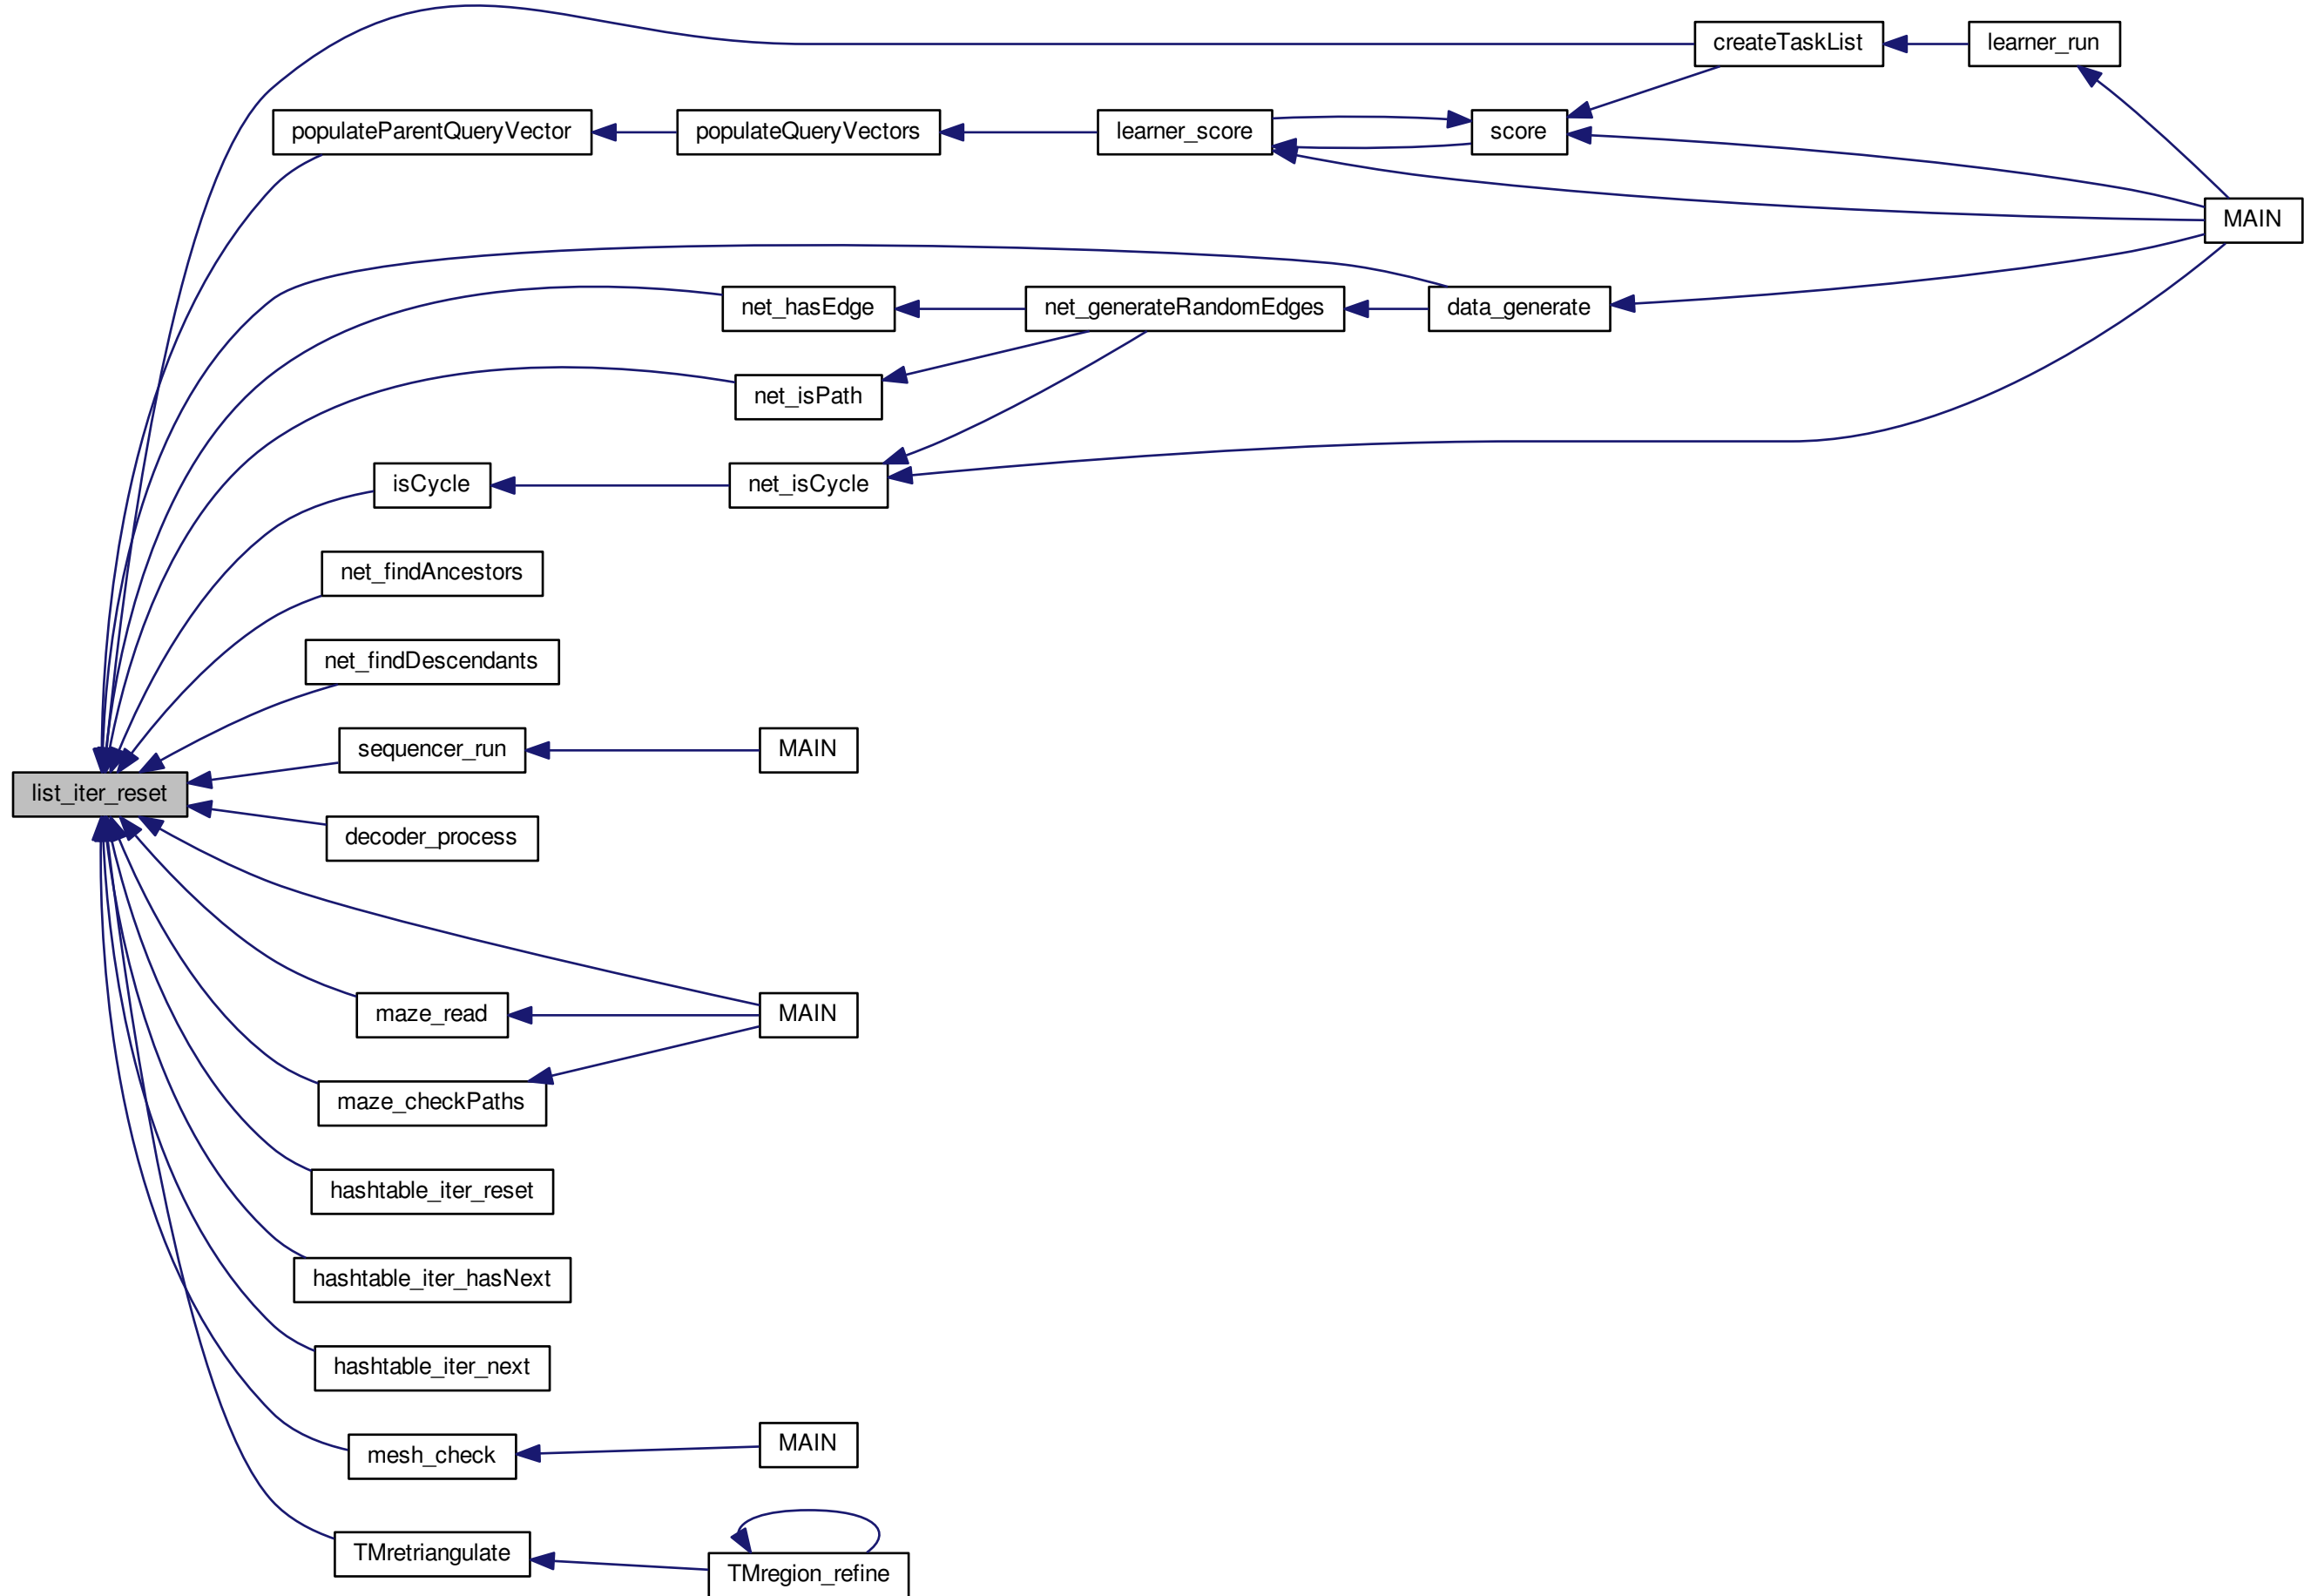 createTaskList
learner_run
populateParentQueryVector
populateQueryVectors
learner_score
score
MAIN
net_hasEdge
net_generateRandomEdges
data_generate
net_isPath
isCycle
net_isCycle
net_findAncestors
net_findDescendants
sequencer_run
MAIN
list_iter_reset
decoder_process
maze_read
MAIN
maze_checkPaths
hashtable_iter_reset
hashtable_iter_hasNext
hashtable_iter_next
mesh_check
MAIN
TMretriangulate
TMregion_refine